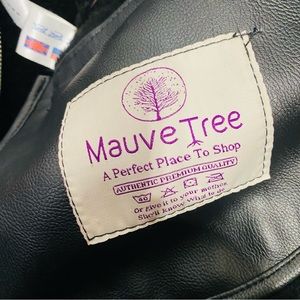 Mauve Tree
A Perfect Place To Shop
AUTHENTIC PREMIUM QUALITY
or give it to your mother
She'll know what to do